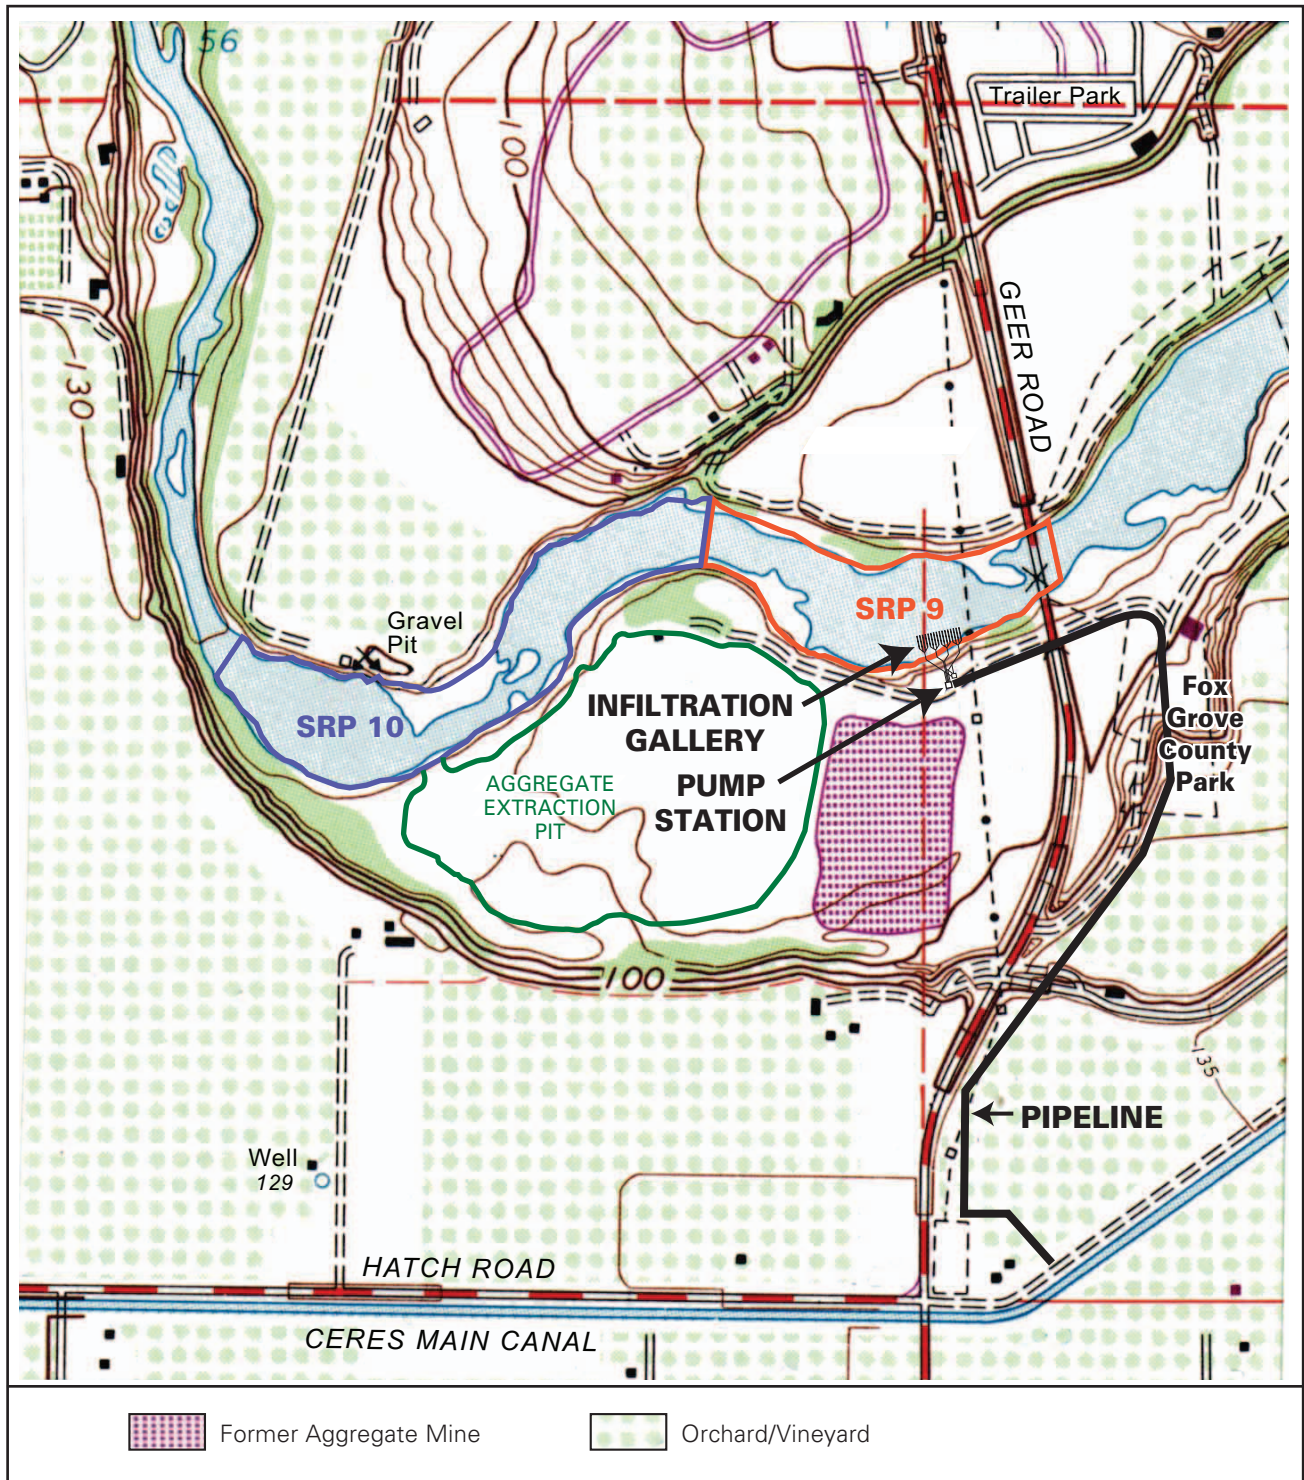 56
Trailer Park
100
GEER ROAD
130
Gravel
Pit
SRP 9
SRP 10
INFILTRATION
GALLERY
PUMP
STATION
AGGREGATE
EXTRACTION
PIT
Fox
Grove
County
Park
100
135
PIPELINE
Well
129
HATCH ROAD
CERES MAIN CANAL
Former Aggregate Mine
Orchard/Vineyard